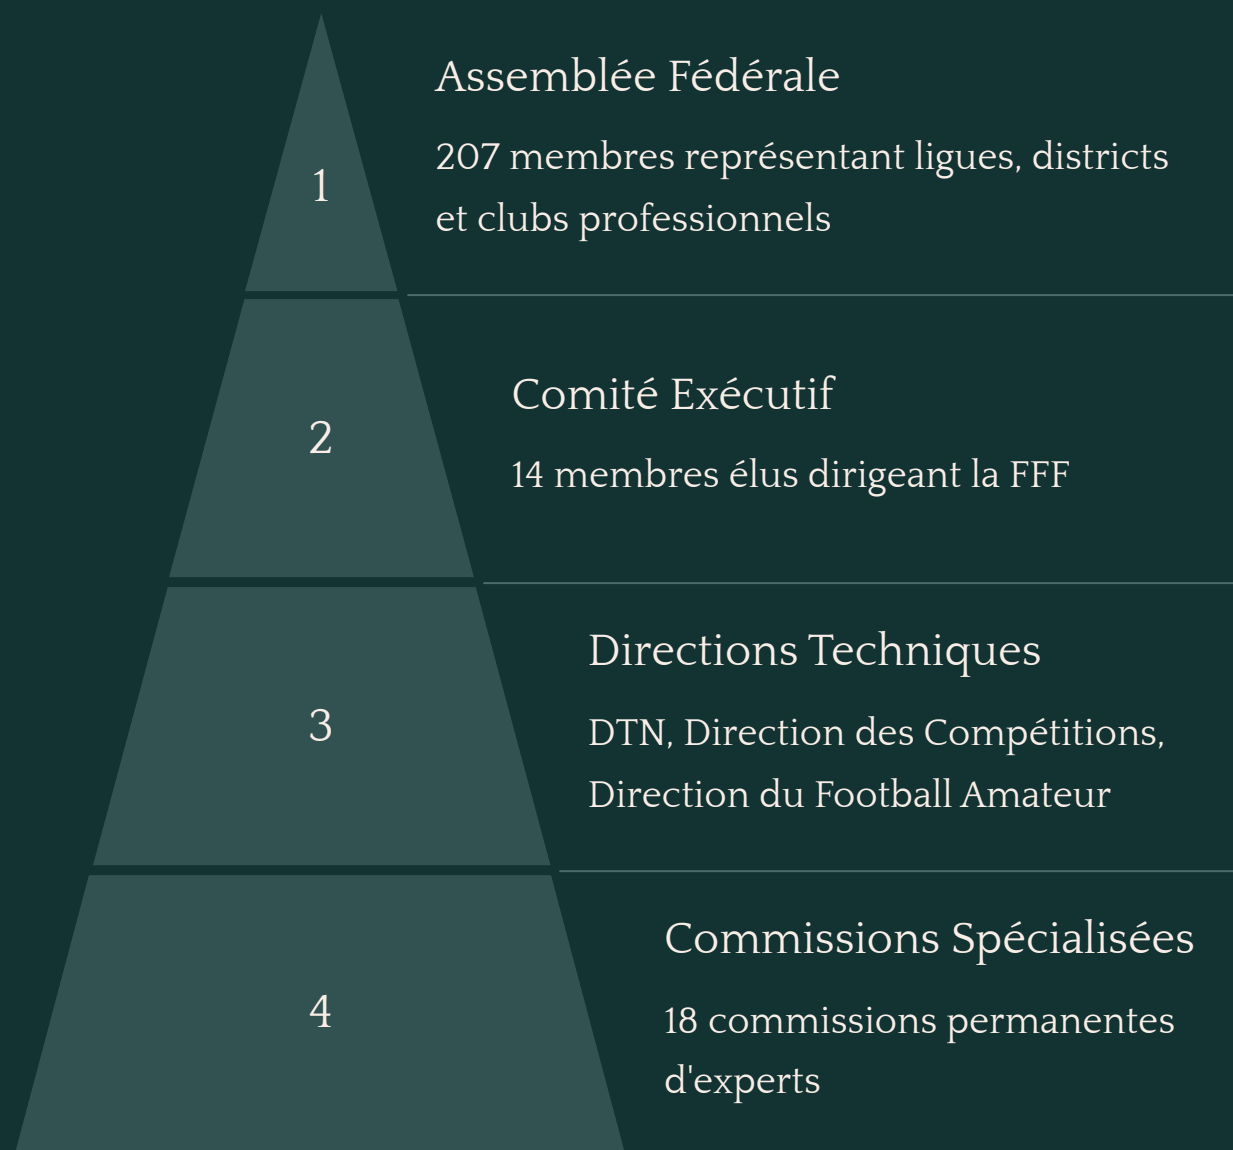 1
Assemblée Fédérale
207 membres représentant ligues, districts
et clubs professionnels
2
Comité Exécutif
14 membres élus dirigeant la FFF
3
Directions Techniques
DTN, Direction des Compétitions,
Direction du Football Amateur
4
Commissions Spécialisées
18 commissions permanentes
d'experts